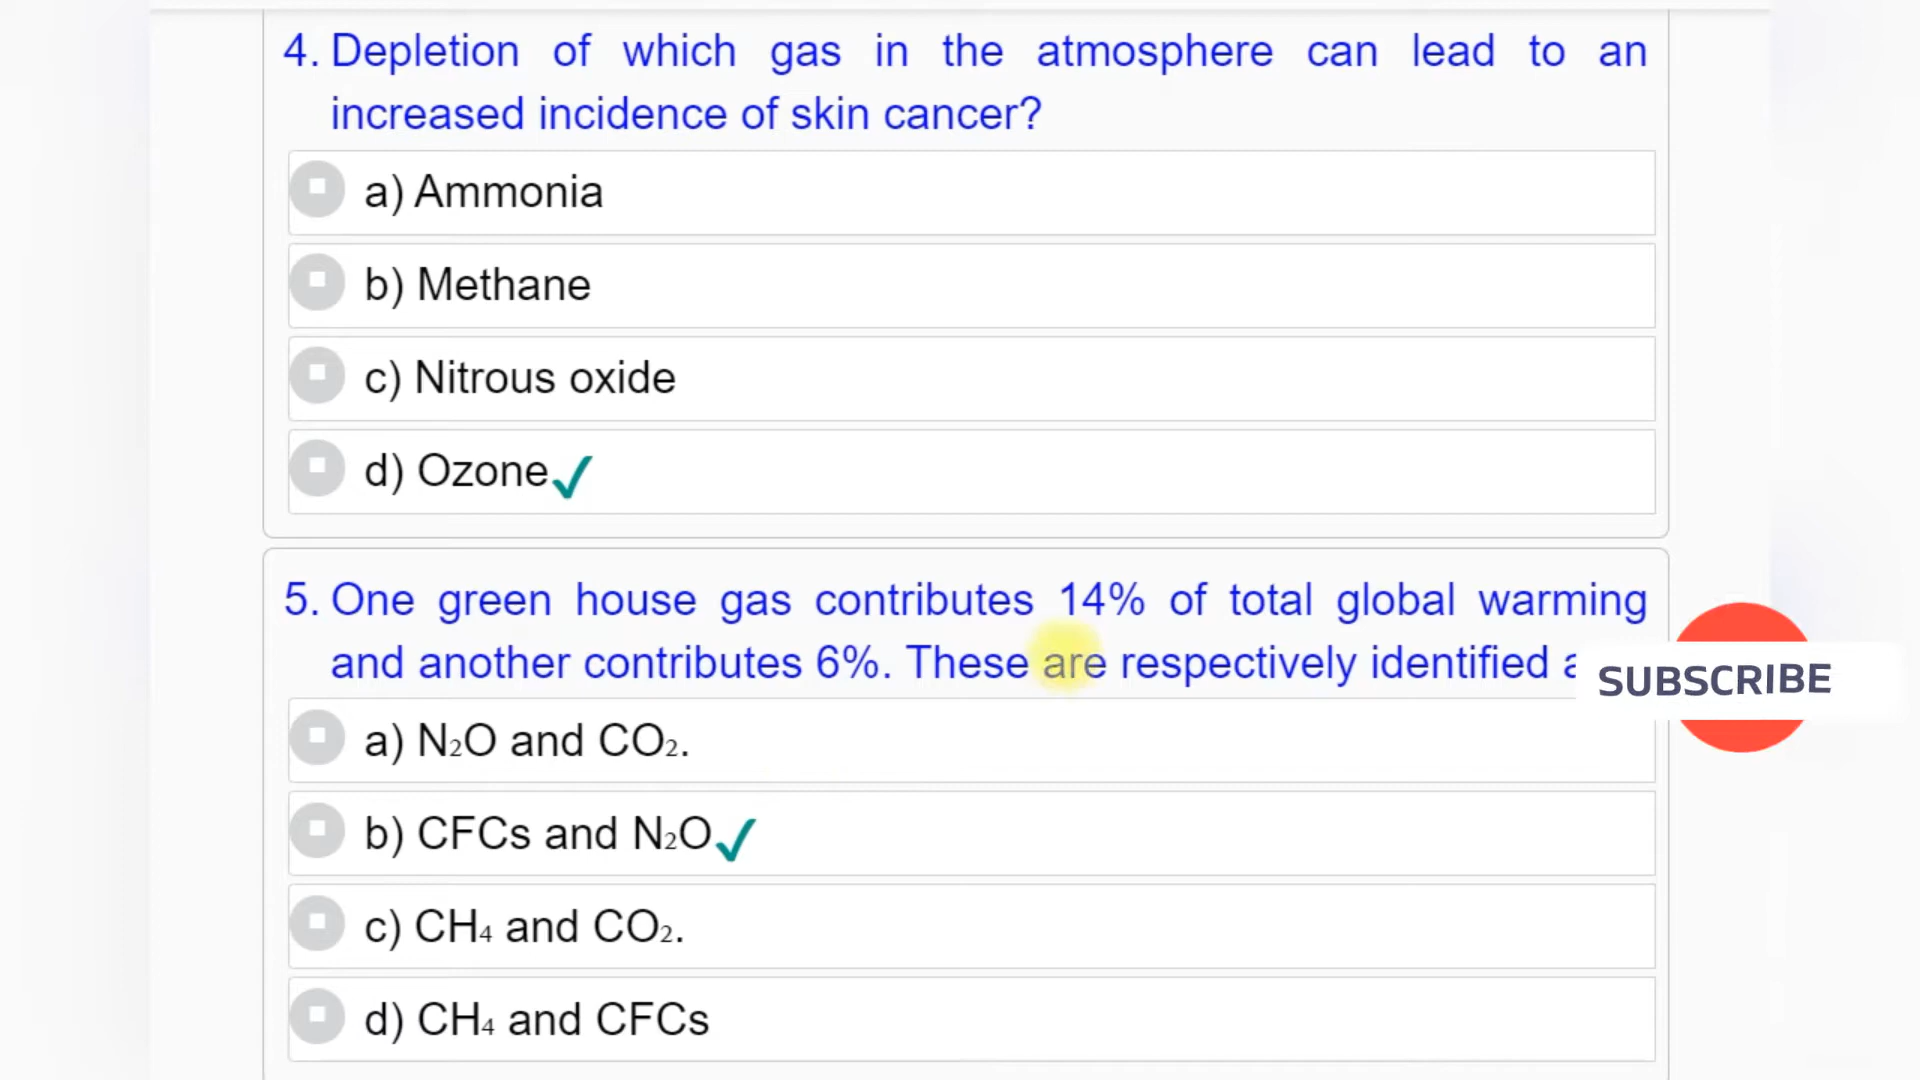 4. Depletion of which gas in the atmosphere can lead to an
increased incidence of skin cancer?
a) Ammonia
b) Methane
c) Nitrous oxide
d) Ozone✓
5. One green house gas contributes 14% of total global warming
and another contributes 6%. These are respectively identified
SUBSCRIBE
a) N₂O and CO₂.
b) CFCs and N₂O✓
c) CH₄ and CO₂.
d) CH₄ and CFCs